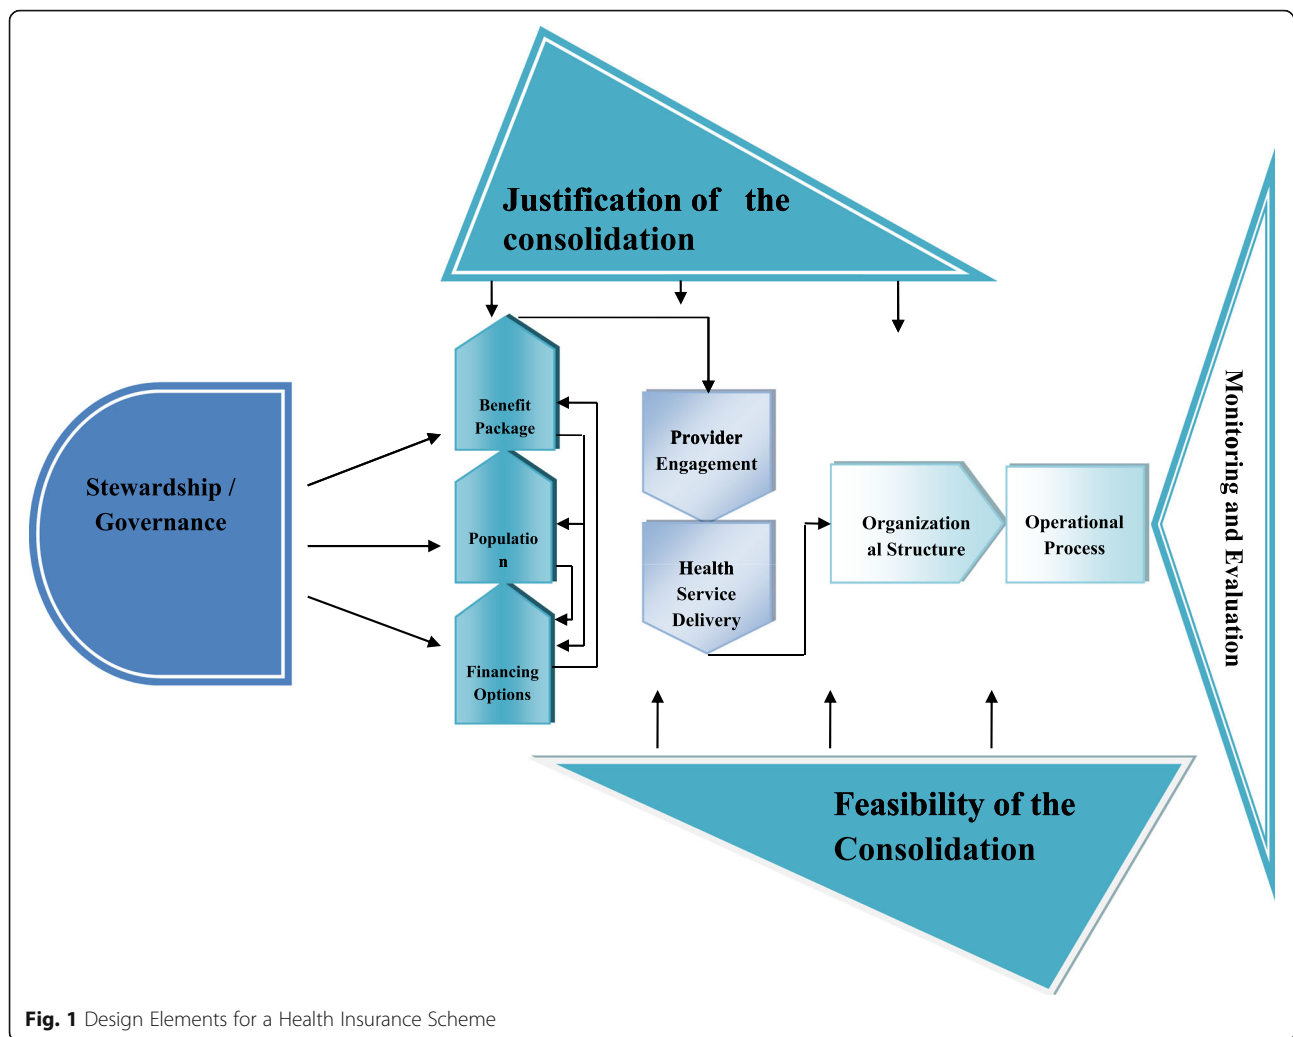 Justification of the
consolidation
Stewardship /
Governance
Benefit
Package
Populatio
n
Financing
Options
Provider
Engagement
Health
Service
Delivery
Organization
al Structure
Operational
Process
Monitoring and Evaluation
Feasibility of the
Consolidation
Fig. 1 Design Elements for a Health Insurance Scheme